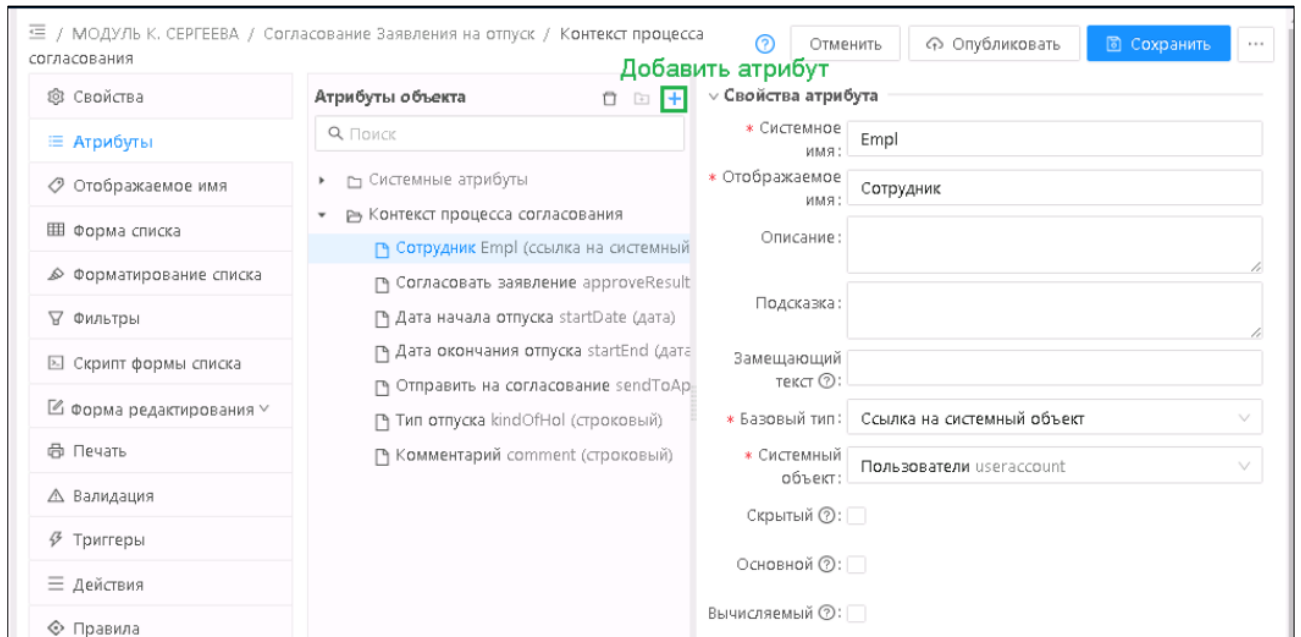 / МОДУЛЬ К. СЕРГЕЕВА / Согласование Заявления на отпуск / Контекст процесса
согласования
Отменить
Опубликовать
Сохранить
Добавить атрибут
Свойства
Атрибуты
Отображаемое имя
Форма списка
Форматирование списка
Фильтры
Скрипт формы списка
Форма редактирования
Печать
Валидация
Триггеры
Действия
Правила
Атрибуты объекта
Поиск
Системные атрибуты
Контекст процесса согласования
Сотрудник Empl (ссылка на системный
Согласовать заявление approveResult
Дата начала отпуска startDate (дата)
Дата окончания отпуска startEnd (дата
Отправить на согласование sendToAp
Тип отпуска kindOfHol (строковый)
Комментарий comment (строковый)
Свойства атрибута
* Системное
имя:
Empl
* Отображаемое
имя:
Сотрудник
Описание:
Подсказка:
Замещающий
текст ?:
* Базовый тип:
Ссылка на системный объект
* Системный
объект:
Пользователи useraccount
Скрытый ?:
Основной ?:
Вычисляемый ?: